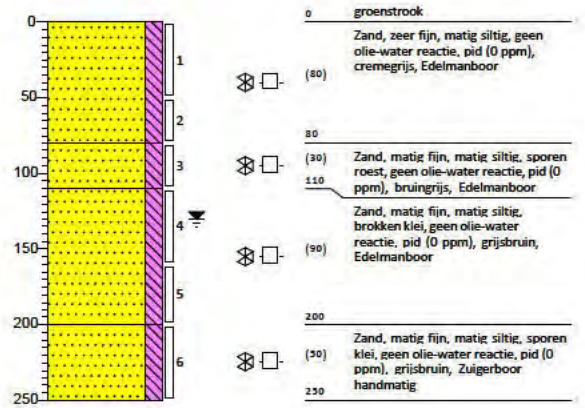 0
50
100
150
200
250
1
2
3
4
5
6
0 groenstrook
(80) Zand, zeer fijn, matig siltig, geen
olie-water reactie, pid (0 ppm),
cremegrijs, Edelmanboor
80
(30) Zand, matig fijn, matig siltig, sporen
roest, geen olie-water reactie, pid (0
110 ppm), bruingrijs, Edelmanboor
Zand, matig fijn, matig siltig,
brokken klei, geen olie-water
(90) reactie, pid (0 ppm), grijsbruin,
Edelmanboor
200
Zand, matig fijn, matig siltig, sporen
(50) klei, geen olie-water reactie, pid (0
ppm), grijsbruin, Zuigerboor
250 handmatig